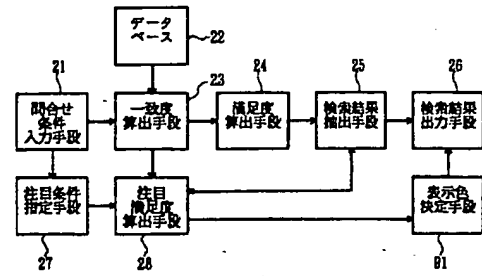 データ
ベース
22
21
23
24
25
26
問合せ
条件
入力手段
一致度
算出手段
満足度
算出手段
検索結果
抽出手段
検索結果
出力手段
注目条件
指定手段
注目
満足度
算出手段
表示色
決定手段
27
28
91